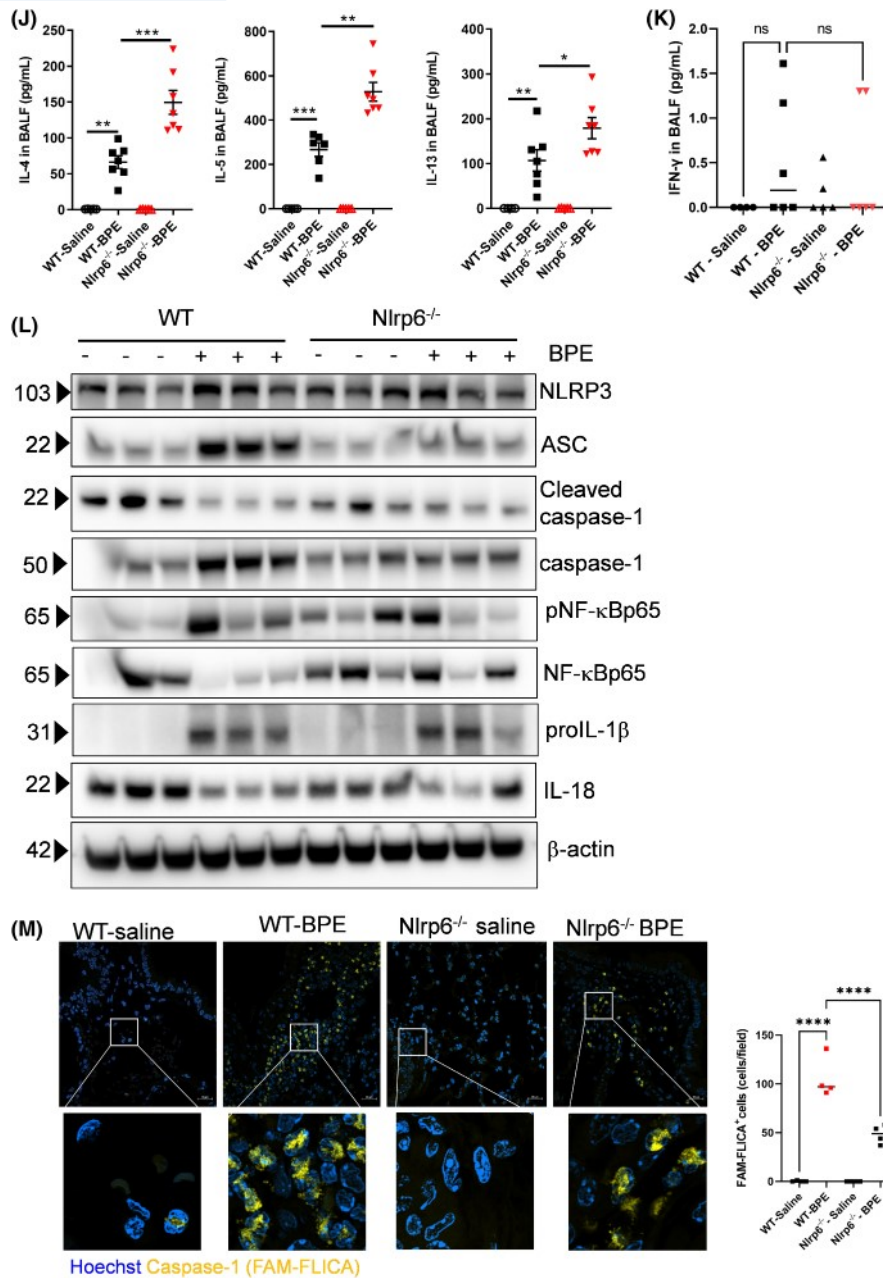 (J)
IL-4 in BALF (pg/mL)
250
200
150
100
50
0
**
***
WT-Saline
WT-BPE
Nlrp6-/--Saline
Nlrp6-/--BPE
IL-5 in BALF (pg/mL)
800
600
400
200
0
***
**
WT-Saline
WT-BPE
Nlrp6-/--Saline
Nlrp6-/--BPE
IL-13 in BALF (pg/mL)
400
300
200
100
0
**
*
WT-Saline
WT-BPE
Nlrp6-/--Saline
Nlrp6-/--BPE
(K)
IFN-γ in BALF (pg/mL)
2.0
1.5
1.0
0.5
0.0
ns
ns
WT - Saline
WT - BPE
Nlrp6-/- - Saline
Nlrp6-/- - BPE
(L)
WT Nlrp6-/-
- - - + + + - - - + + + BPE
103 NLRP3
22 ASC
22 Cleaved
caspase-1
50 caspase-1
65 pNF-κBp65
65 NF-κBp65
31 proIL-1β
22 IL-18
42 β-actin
(M)
WT-saline
WT-BPE
Nlrp6-/- saline
Nlrp6-/- BPE
Hoechst Caspase-1 (FAM-FLICA)
FAM-FLICA+ cells (cells/field)
150
100
50
0
****
****
WT-Saline
WT-BPE
Nlrp6-/- - Saline
Nlrp6-/- - BPE